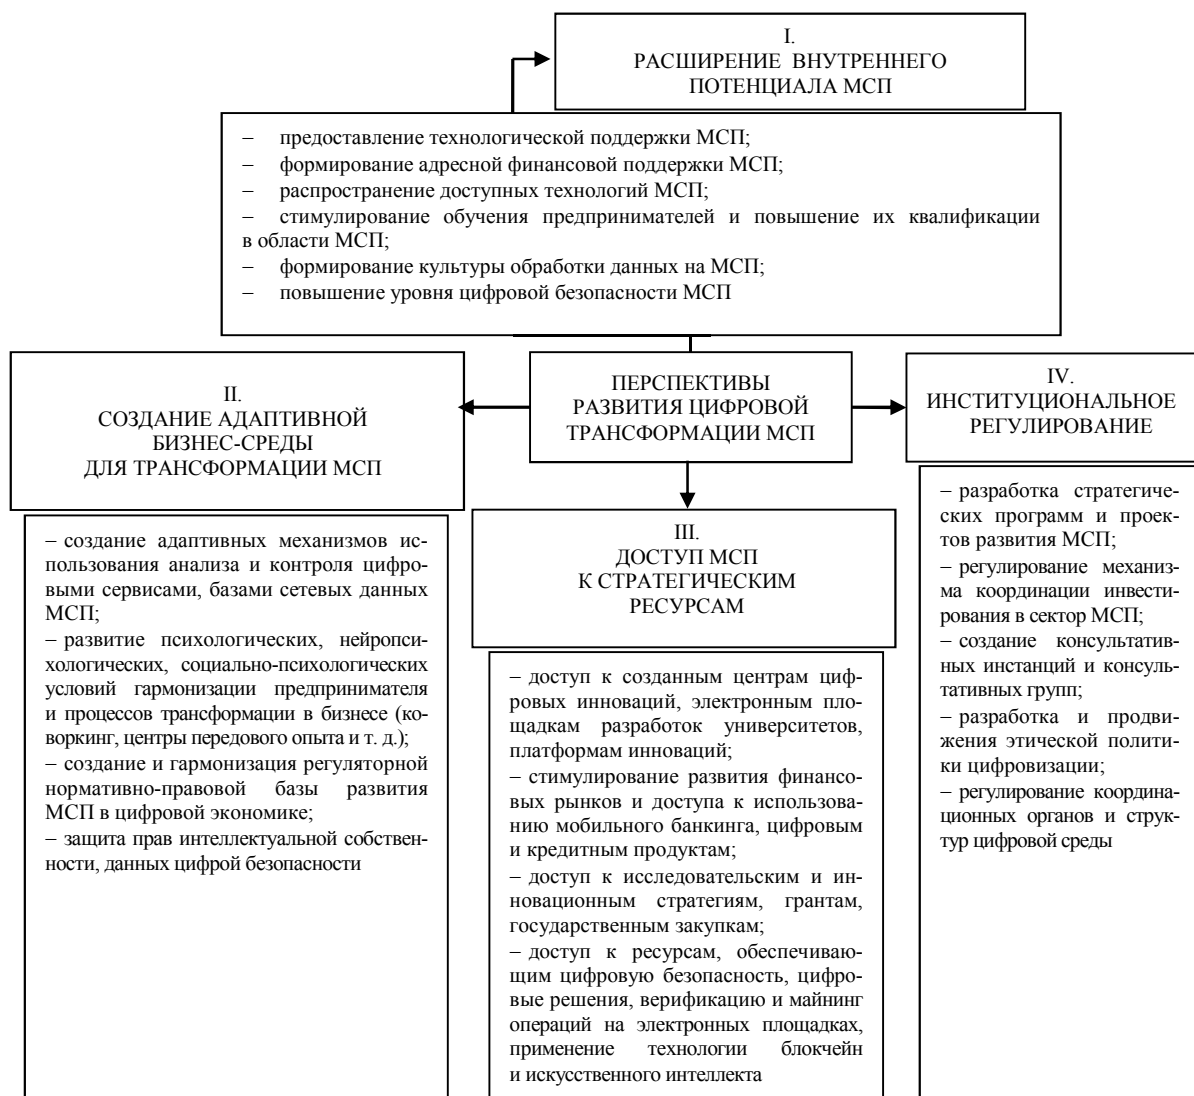 I.
РАСШИРЕНИЕ ВНУТРЕННЕГО
ПОТЕНЦИАЛА МСП
– предоставление технологической поддержки МСП;
– формирование адресной финансовой поддержки МСП;
– распространение доступных технологий МСП;
– стимулирование обучения предпринимателей и повышение их квалификации
в области МСП;
– формирование культуры обработки данных на МСП;
– повышение уровня цифровой безопасности МСП
ПЕРСПЕКТИВЫ
РАЗВИТИЯ ЦИФРОВОЙ
ТРАНСФОРМАЦИИ МСП
II.
СОЗДАНИЕ АДАПТИВНОЙ
БИЗНЕС-СРЕДЫ
ДЛЯ ТРАНСФОРМАЦИИ МСП
– создание адаптивных механизмов ис-
пользования анализа и контроля цифро-
выми сервисами, базами сетевых данных
МСП;
– развитие психологических, нейропси-
хологических, социально-психологических
условий гармонизации предпринимателя
и процессов трансформации в бизнесе (ко-
воркинг, центры передового опыта и т. д.);
– создание и гармонизация регуляторной
нормативно-правовой базы развития
МСП в цифровой экономике;
– защита прав интеллектуальной собствен-
ности, данных цифрой безопасности
III.
ДОСТУП МСП
К СТРАТЕГИЧЕСКИМ
РЕСУРСАМ
– доступ к созданным центрам циф-
ровых инноваций, электронным пло-
щадкам разработок университетов,
платформам инноваций;
– стимулирование развития финансо-
вых рынков и доступа к использова-
нию мобильного банкинга, цифровым
и кредитным продуктам;
– доступ к исследовательским и ин-
новационным стратегиям, грантам,
государственным закупкам;
– доступ к ресурсам, обеспечиваю-
щим цифровую безопасность, цифро-
вые решения, верификацию и майнинг
операций на электронных площадках,
применение технологии блокчейн
и искусственного интеллекта
IV.
ИНСТИТУЦИОНАЛЬНОЕ
РЕГУЛИРОВАНИЕ
– разработка стратегиче-
ских программ и проек-
тов развития МСП;
– регулирование механиз-
ма координации инвести-
рования в сектор МСП;
– создание консультатив-
ных инстанций и консуль-
тативных групп;
– разработка и продви-
жения этической полити-
ки цифровизации;
– регулирование координа-
ционных органов и струк-
тур цифровой среды